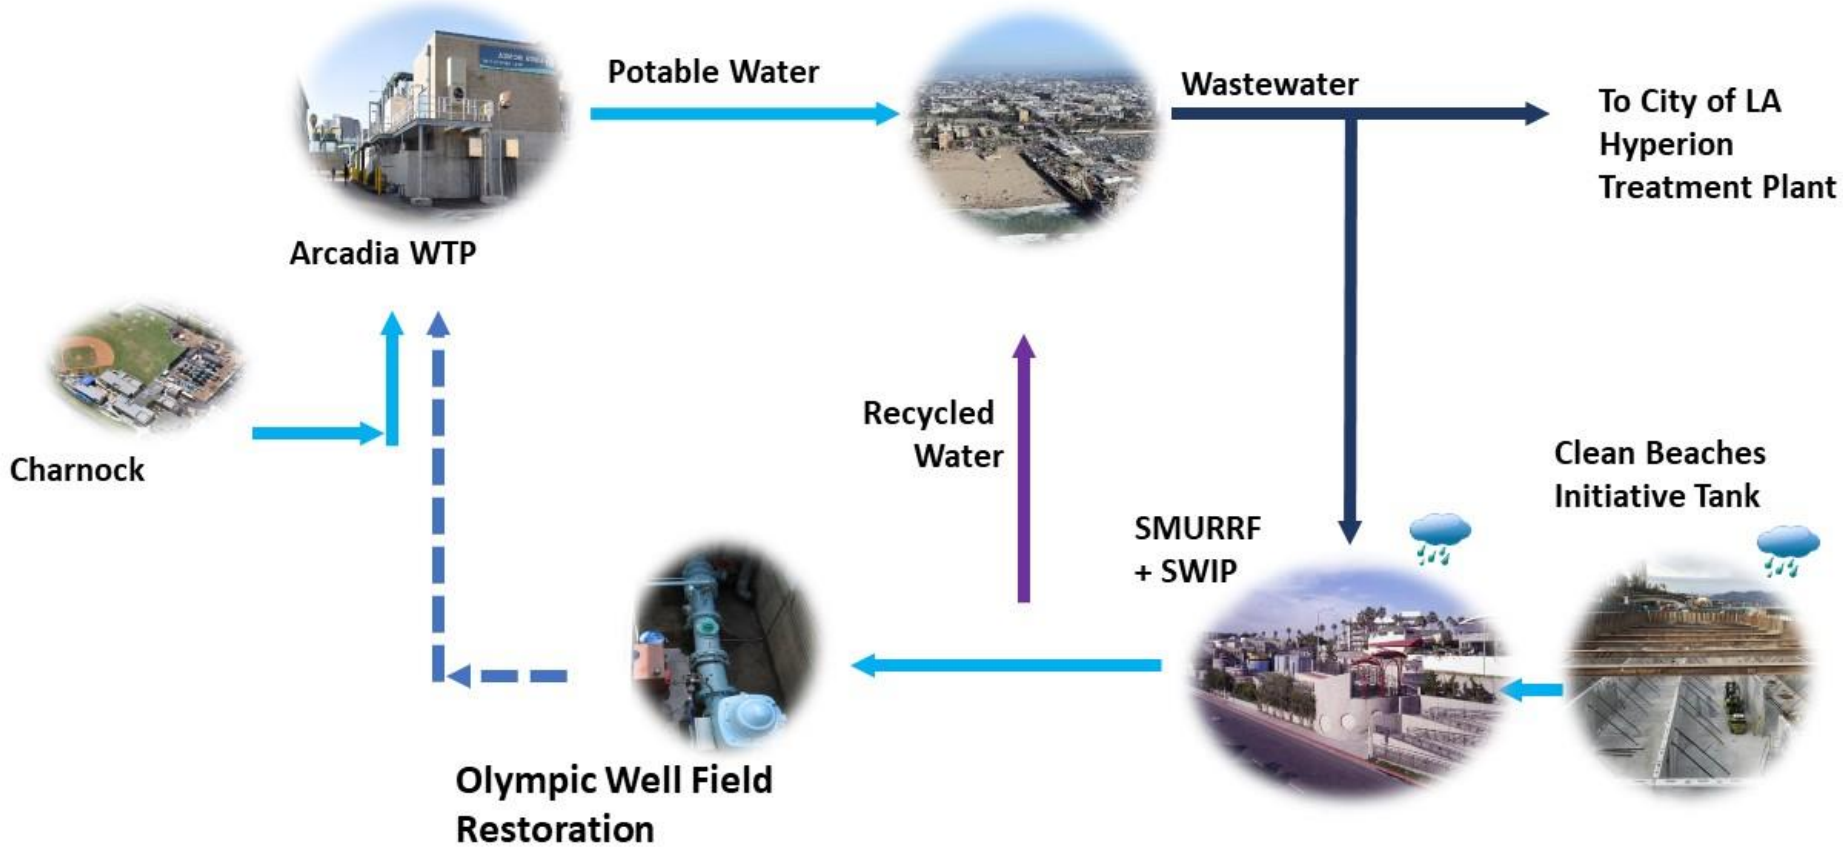 Potable Water
Wastewater
To City of LA
Hyperion
Treatment Plant
Arcadia WTP
Charnock
Recycled
Water
Clean Beaches
Initiative Tank
SMURRF
+ SWIP
Olympic Well Field
Restoration